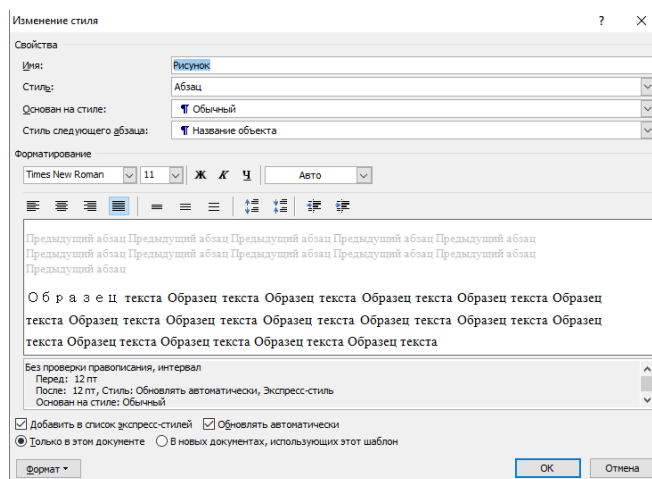 Изменение стиля ? ×
Свойства
Имя: Рисунок
Стиль: Абзац
Основан на стиле: ¶ Обычный
Стиль следующего абзаца: ¶ Название объекта
Форматирование
Times New Roman 11 Ж К Ч Авто
Предыдущий абзац Предыдущий абзац Предыдущий абзац Предыдущий абзац Предыдущий абзац
Предыдущий абзац Предыдущий абзац Предыдущий абзац Предыдущий абзац Предыдущий абзац
Предыдущий абзац
Образец текста Образец текста Образец текста Образец текста Образец текста Образец
текста Образец текста Образец текста Образец текста Образец текста Образец
текста Образец текста Образец текста Образец текста Образец текста
Без проверки правописания, интервал
Перед: 12 пт
После: 12 пт, Стиль: Обновлять автоматически, Экспресс-стиль
Основан на стиле: Обычный
Добавить в список экспресс-стилей Обновлять автоматически
Только в этом документе В новых документах, использующих этот шаблон
Формат OK Отмена